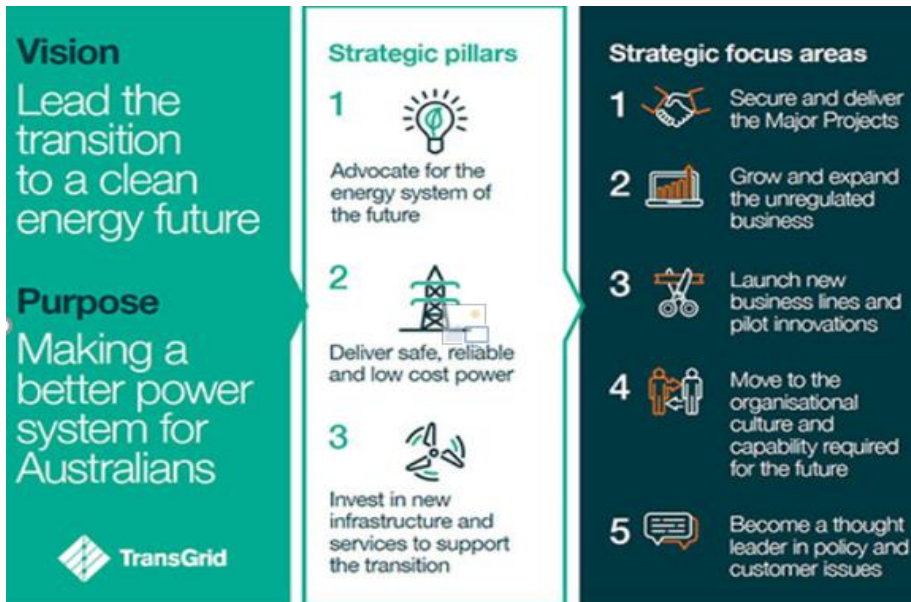 Vision
Lead the
transition
to a clean
energy future
Purpose
Making a
better power
system for
Australians
TransGrid
Strategic pillars
1
Advocate for the
energy system of
the future
2
Deliver safe, reliable
and low cost power
3
Invest in new
infrastructure and
services to support
the transition
Strategic focus areas
1
Secure and deliver
the Major Projects
2
Grow and expand
the unregulated
business
3
Launch new
business lines and
pilot innovations
4
Move to the
organisational
culture and
capability required
for the future
5
Become a thought
leader in policy and
customer issues